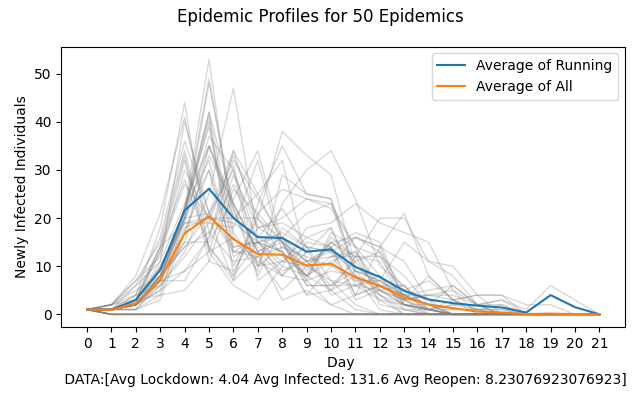 Epidemic Profiles for 50 Epidemics
Average of Running
Average of All
Newly Infected Individuals
50
40
30
20
10
0
0 1 2 3 4 5 6 7 8 9 10 11 12 13 14 15 16 17 18 19 20 21
Day
DATA:[Avg Lockdown: 4.04 Avg Infected: 131.6 Avg Reopen: 8.23076923076923]